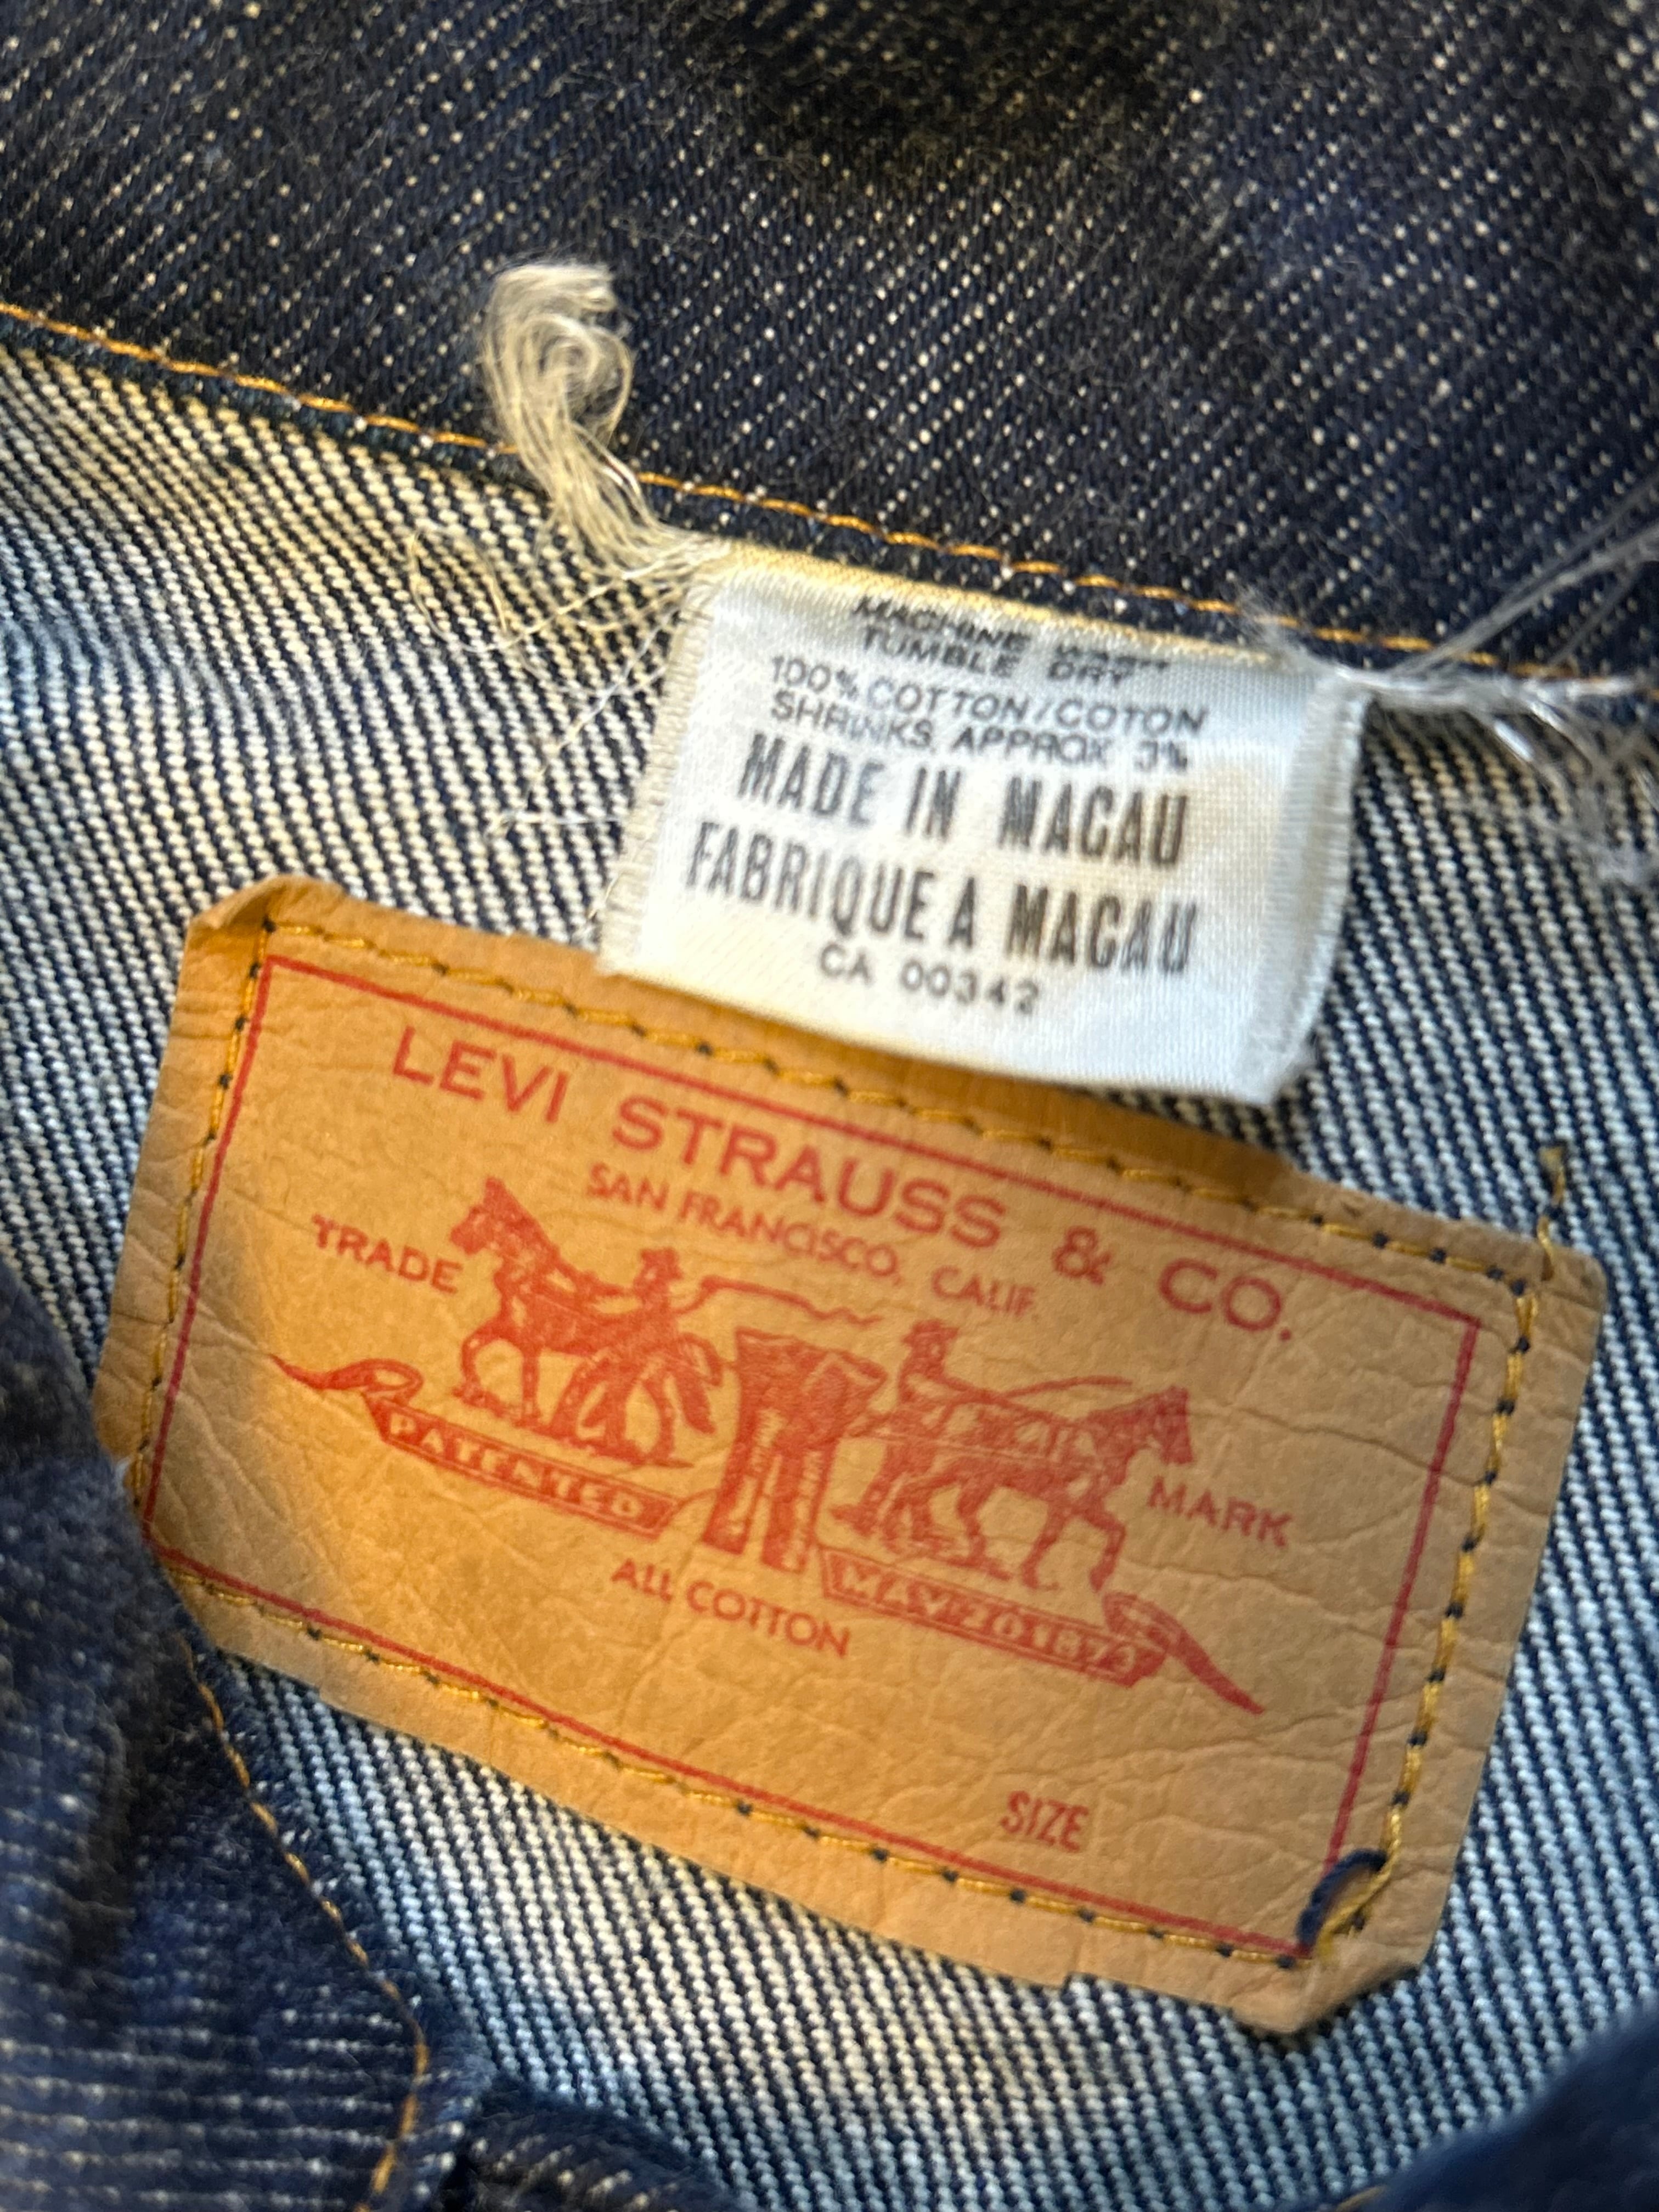 MACHINE WASH
TUMBLE DRY
100% COTTON/COTON
SHRINKS APPROX 3%
MADE IN MACAU
FABRIQUE A MACAU
CA 00342
LEVI STRAUSS & CO.
SAN FRANCISCO, CALIF.
TRADE MARK
PATENTED MAY 20 1873
ALL COTTON
SIZE